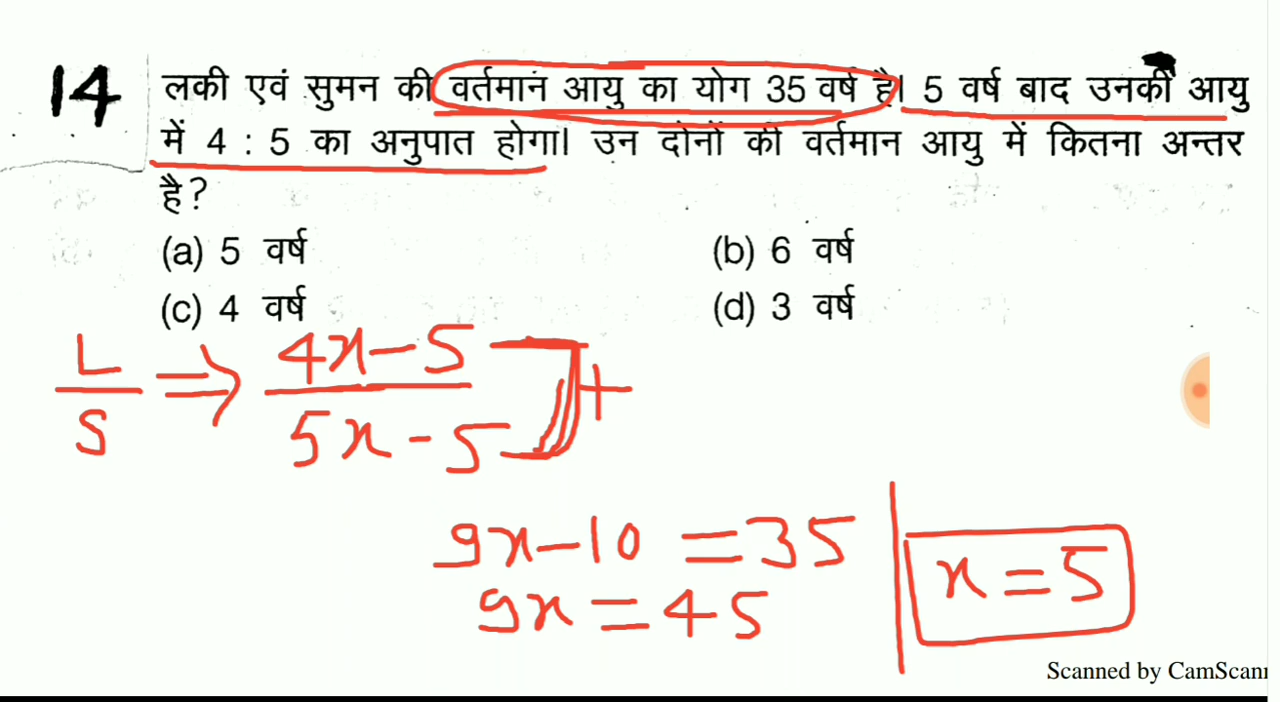 14 लकी एवं सुमन की वर्तमान आयु का योग 35 वर्ष है। 5 वर्ष बाद उनकी आयु
में 4 : 5 का अनुपात होगा। उन दोनों की वर्तमान आयु में कितना अन्तर
है?
(a) 5 वर्ष (b) 6 वर्ष
(c) 4 वर्ष (d) 3 वर्ष
L/S ⇒ 4x-5/5x-5 ] +
9x-10 = 35
9x = 45
x = 5
Scanned by CamScann